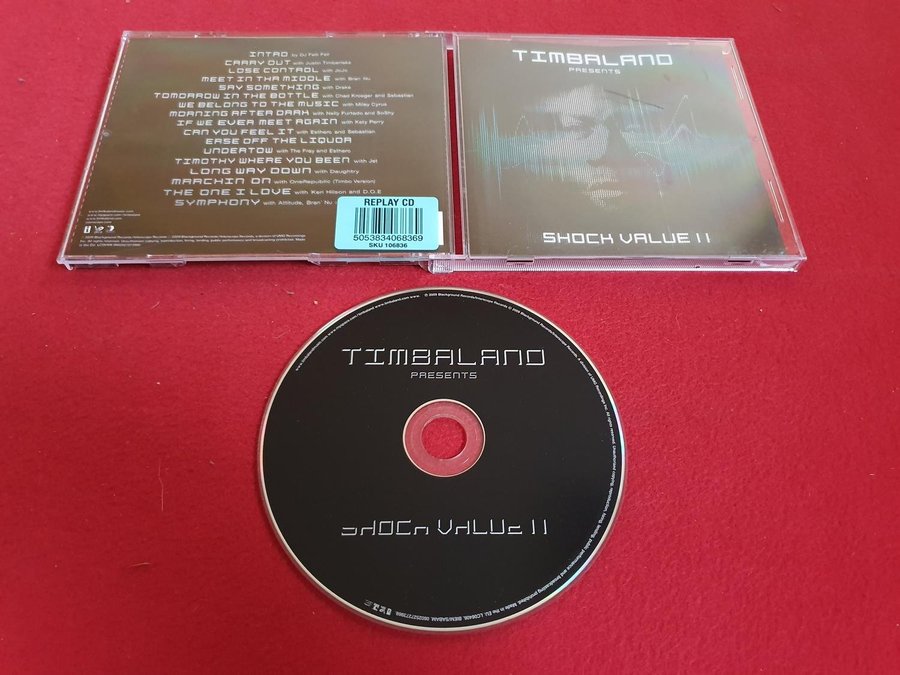 INTRO by DJ Felli Fel
CARRY OUT with Justin Timberlake
LOSE CONTROL with JoJo
MEET IN THA MIDDLE with Bran' Nu
SAY SOMETHING with Drake
TOMORROW IN THE BOTTLE with Chad Kroeger and Sebastian
WE BELONG TO THE MUSIC with Miley Cyrus
MORNING AFTER DARK with Nelly Furtado and SoShy
IF WE EVER MEET AGAIN with Katy Perry
CAN YOU FEEL IT with Esthero and Sebastian
EASE OFF THE LIQUOR
UNDERTOW with The Fray and Esthero
TIMOTHY WHERE YOU BEEN with Jet
LONG WAY DOWN with Daughtry
MARCHIN ON with OneRepublic (Timbo Version)
THE ONE I LOVE with Keri Hilson and D.O.E
SYMPHONY with Attitude, Bran' Nu
REPLAY CD
5053834068369
SKU 106836
TIMBALAND
PRESENTS
SHOCK VALUE II
TIMBALAND
PRESENTS
SHOCK VALUE II